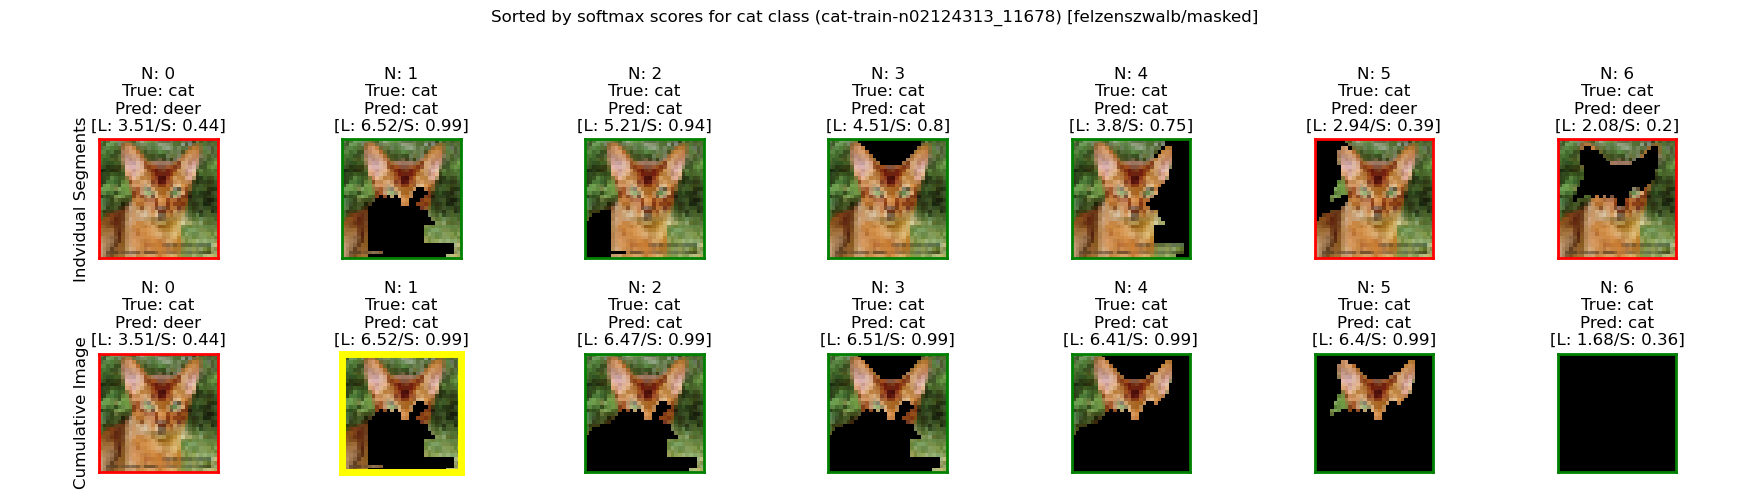 Sorted by softmax scores for cat class (cat-train-n02124313_11678) [felzenszwalb/masked]
Indvidual Segments
N: 0
True: cat
Pred: deer
[L: 3.51/S: 0.44]
N: 1
True: cat
Pred: cat
[L: 6.52/S: 0.99]
N: 2
True: cat
Pred: cat
[L: 5.21/S: 0.94]
N: 3
True: cat
Pred: cat
[L: 4.51/S: 0.8]
N: 4
True: cat
Pred: cat
[L: 3.8/S: 0.75]
N: 5
True: cat
Pred: deer
[L: 2.94/S: 0.39]
N: 6
True: cat
Pred: deer
[L: 2.08/S: 0.2]
Cumulative Image
N: 0
True: cat
Pred: deer
[L: 3.51/S: 0.44]
N: 1
True: cat
Pred: cat
[L: 6.52/S: 0.99]
N: 2
True: cat
Pred: cat
[L: 6.47/S: 0.99]
N: 3
True: cat
Pred: cat
[L: 6.51/S: 0.99]
N: 4
True: cat
Pred: cat
[L: 6.41/S: 0.99]
N: 5
True: cat
Pred: cat
[L: 6.4/S: 0.99]
N: 6
True: cat
Pred: cat
[L: 1.68/S: 0.36]